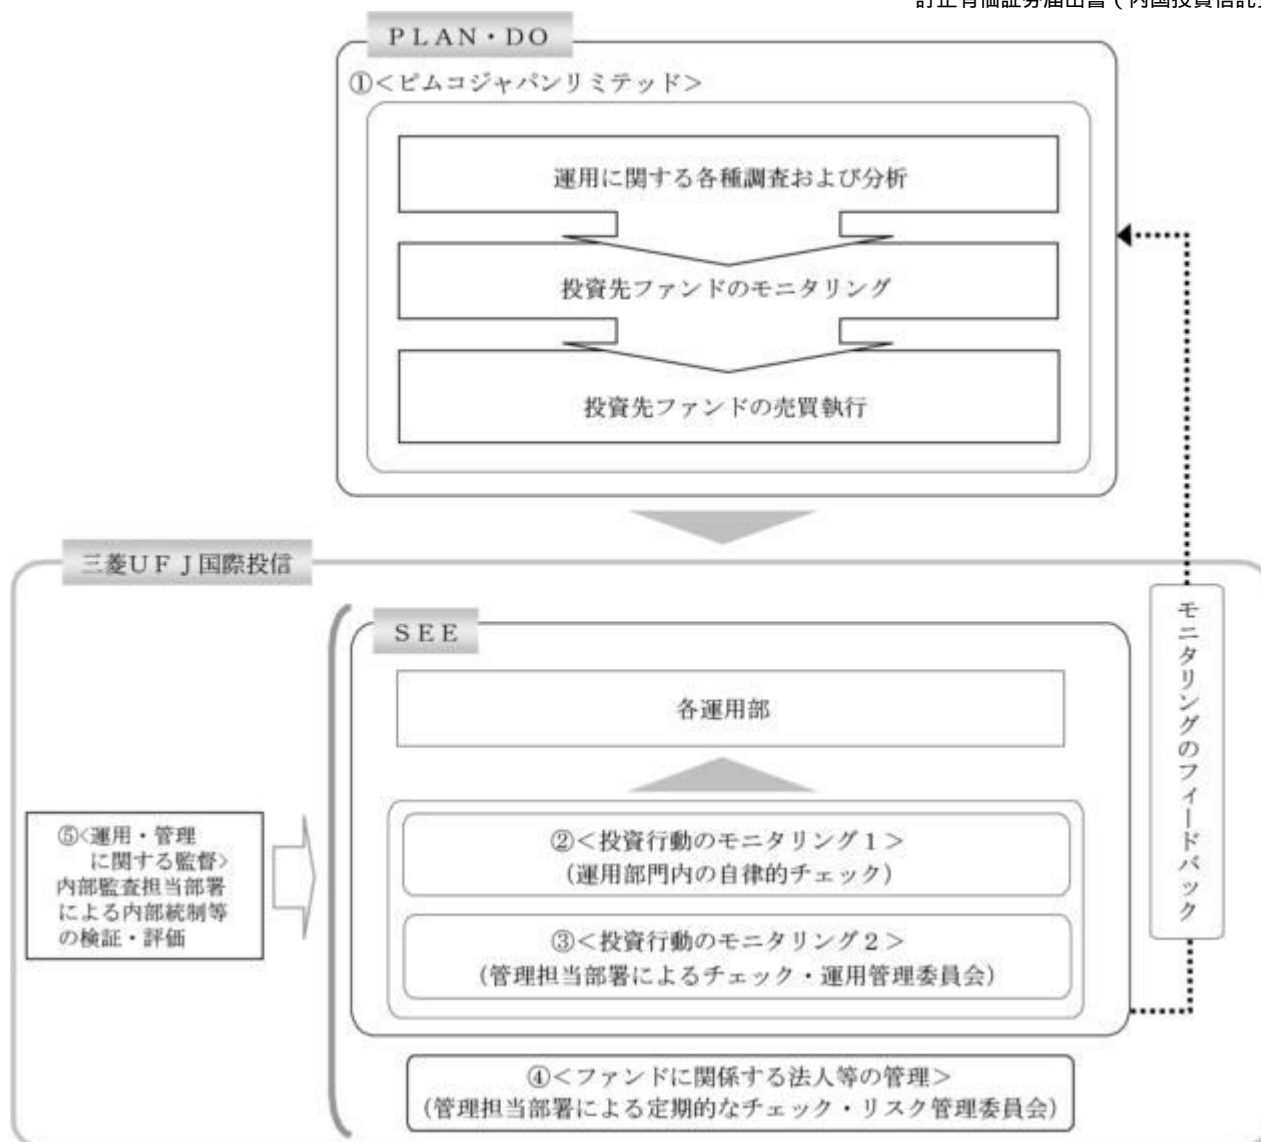 訂正有価証券届出書（内国投資信託
ＰＬＡＮ・ＤＯ
①＜ピムコジャパンリミテッド＞
運用に関する各種調査および分析
投資先ファンドのモニタリング
投資先ファンドの売買執行
三菱ＵＦＪ国際投信
ＳＥＥ
各運用部
②＜投資行動のモニタリング１＞
（運用部門内の自律的チェック）
③＜投資行動のモニタリング２＞
（管理担当部署によるチェック・運用管理委員会）
④＜ファンドに関係する法人等の管理＞
（管理担当部署による定期的なチェック・リスク管理委員会）
⑤<運用・管理
に関する監督>
内部監査担当部署
による内部統制等
の検証・評価
モニタリングのフィードバック